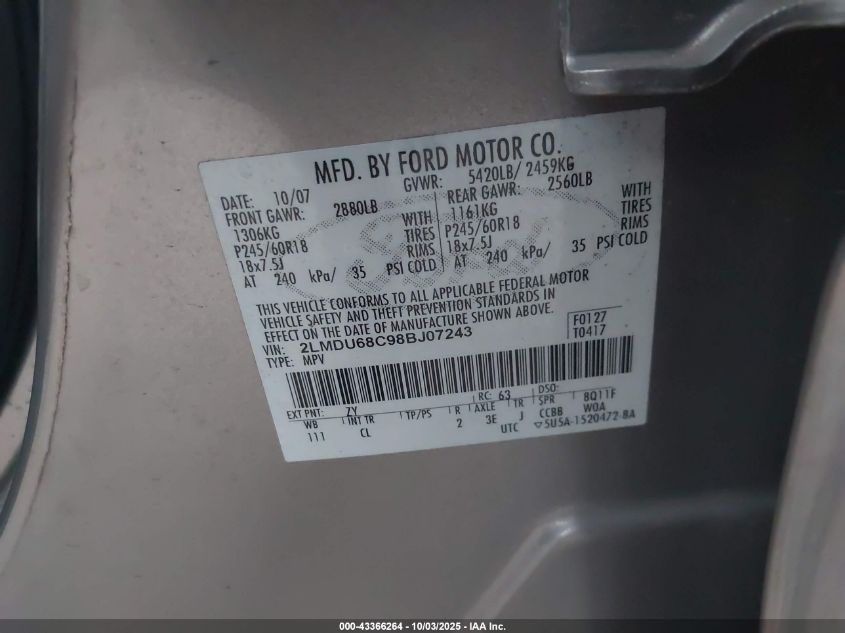 MFD. BY FORD MOTOR CO.
DATE: 10/07 GVWR: 5420LB/ 2459KG
FRONT GAWR: 2880LB REAR GAWR: 2560LB
1306KG WITH 1161KG WITH
P245/60R18 TIRES P245/60R18 TIRES
18x7.5J RIMS 18x7.5J RIMS
AT 240 kPa/ 35 PSI COLD AT 240 kPa/ 35 PSI COLD
THIS VEHICLE CONFORMS TO ALL APPLICABLE FEDERAL MOTOR
VEHICLE SAFETY AND THEFT PREVENTION STANDARDS IN
EFFECT ON THE DATE OF MANUFACTURE SHOWN ABOVE.
VIN: 2LMDU68C98BJ07243 F0127
TYPE: MPV T0417
EXT PNT: ZY RC: 63 DSO:
WB INT TR TP/PS R AXLE TR SPR 8Q11F
111 CL 2 3E J CCBB WOA
UTC ▽5U5A-1520472-BA
000-43366264 - 10/03/2025 - IAA Inc.